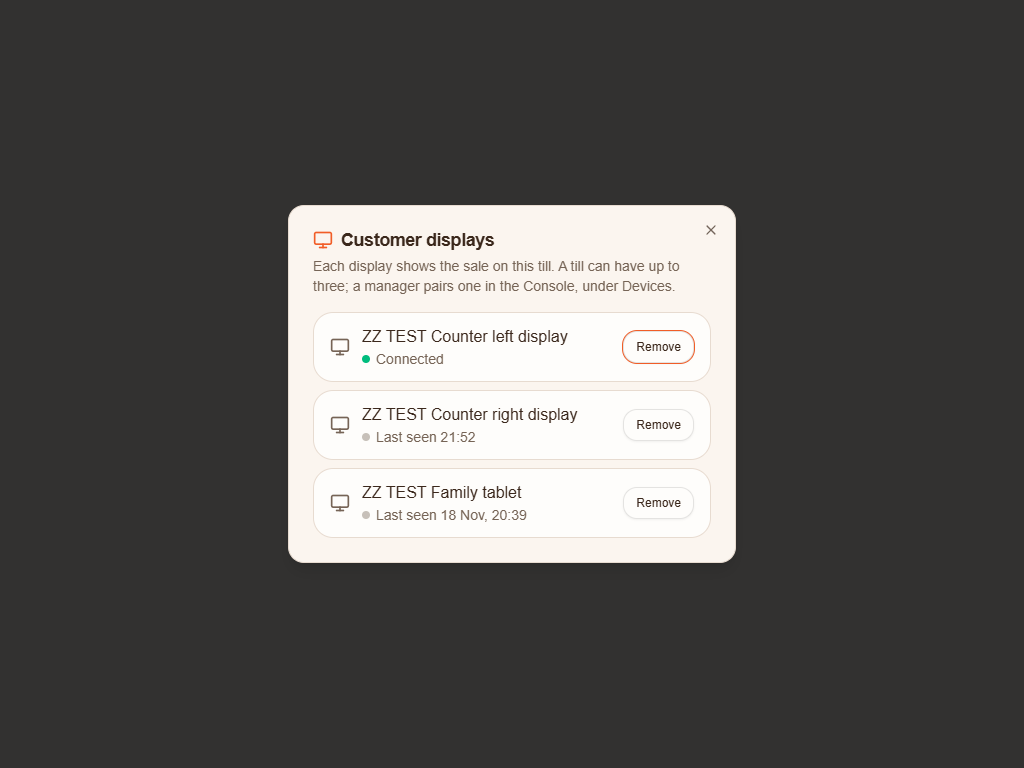 Customer displays
Each display shows the sale on this till. A till can have up to
three; a manager pairs one in the Console, under Devices.
ZZ TEST Counter left display
Connected
Remove
ZZ TEST Counter right display
Last seen 21:52
Remove
ZZ TEST Family tablet
Last seen 18 Nov, 20:39
Remove